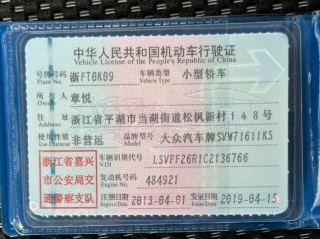 中华人民共和国机动车行驶证
Vehicle License of the People's Republic of China
号牌号码 浙FT6K09 车辆类型 小型轿车
Plate No. Vehicle Type
所有人 章悦
Owner
住址 浙江省平湖市当湖街道松枫新村148号
Address
使用性质 非营运 品牌型号 大众汽车牌SVW71611KS
Use Character Model
浙江省嘉兴 车辆识别代号 LSVFF26R1C2136766
VIN
市公安局交 发动机号码 484921
Engine No.
通警察支队 注册日期 2013-04-01 发证日期 2019-04-15
Register Date Issue Date